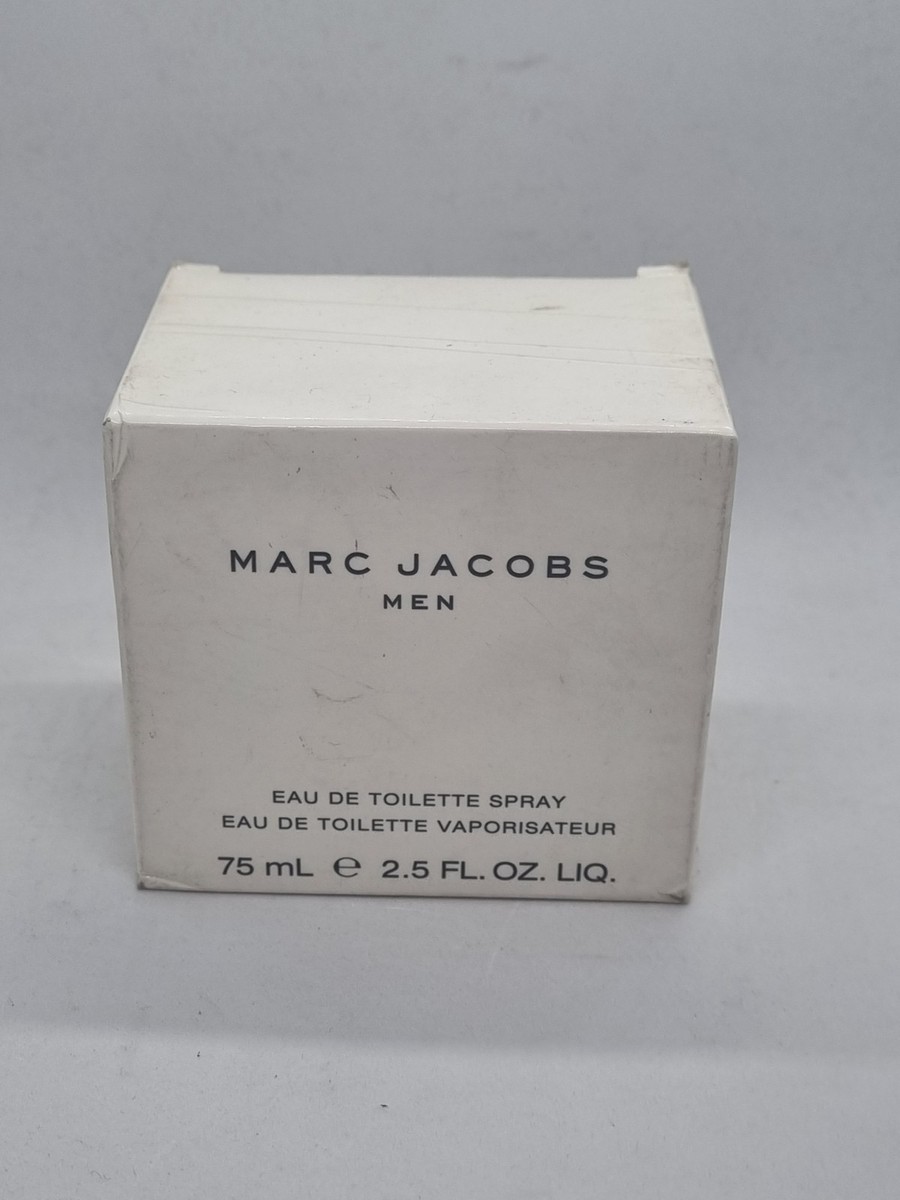 MARC JACOBS
MEN
EAU DE TOILETTE SPRAY
EAU DE TOILETTE VAPORISATEUR
75 mL ℮ 2.5 FL. OZ. LIQ.